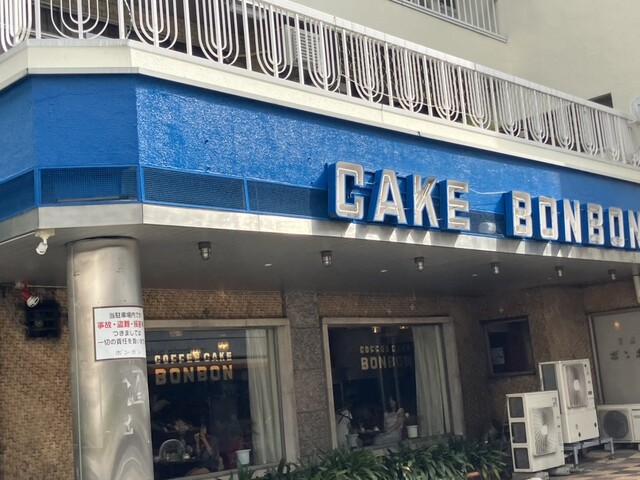 CAKE BONBON
当駐車場内での
事故・盗難・損
つきましては
一切の責任を負い
ボンボン
COFFEE CAKE
BONBON
COFFEE CAKE
BONBON